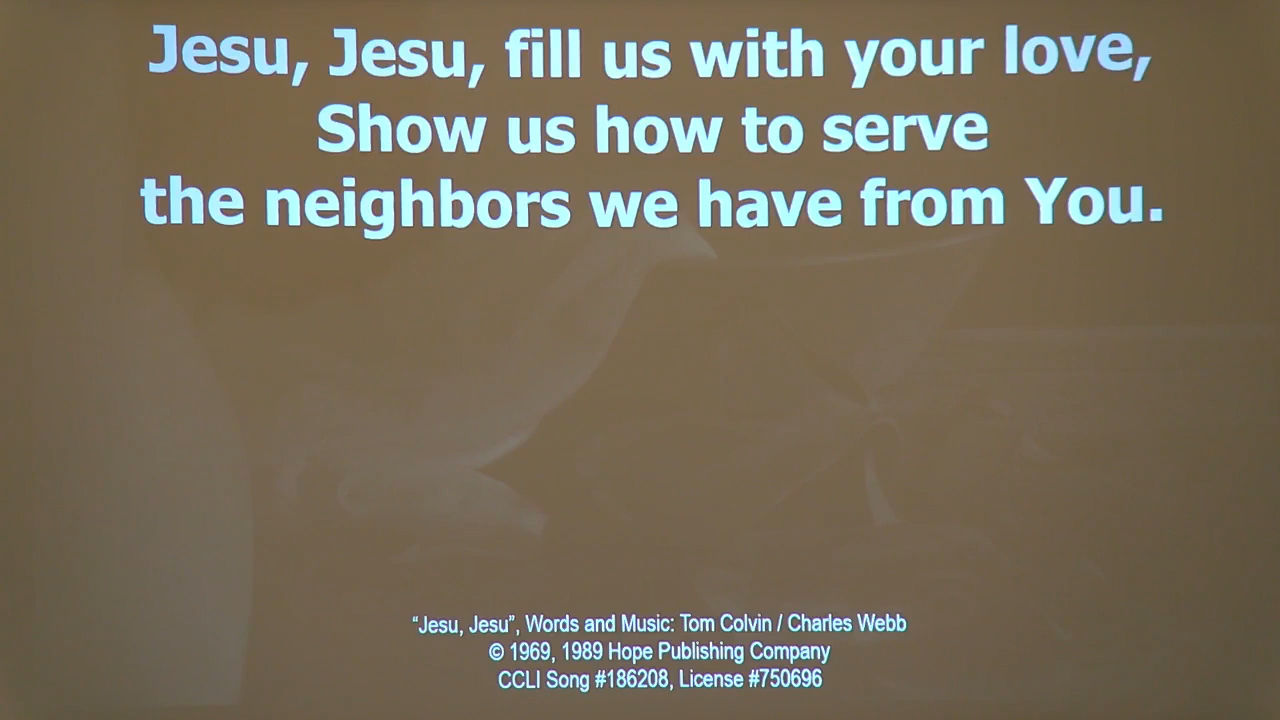 Jesu, Jesu, fill us with your love,
Show us how to serve
the neighbors we have from You.
“Jesu, Jesu”, Words and Music: Tom Colvin / Charles Webb
© 1969, 1989 Hope Publishing Company
CCLI Song #186208, License #750696